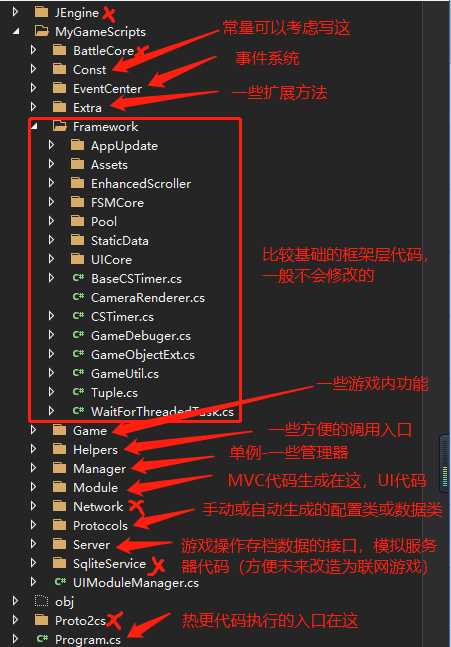 JEngine
MyGameScripts
常量可以考虑写这
BattleCore
Const
事件系统
EventCenter
一些扩展方法
Extra
Framework
AppUpdate
Assets
EnhancedScroller
FSMCore
Pool
StaticData
比较基础的框架层代码，
一般不会修改的
UICore
BaseCSTimer.cs
CameraRenderer.cs
CSTimer.cs
GameDebuger.cs
GameObjectExt.cs
GameUtil.cs
一些游戏内功能
Tuple.cs
WaitForThreadedTask.cs
一些方便的调用入口
Game
Helpers
单例-一些管理器
Manager
MVC代码生成在这，UI代码
Module
Network
手动或自动生成的配置类或数据类
Protocols
Server
游戏操作存档数据的接口，模拟服务
器代码（方便未来改造为联网游戏）
SqliteService
UIModuleManager.cs
obj
热更代码执行的入口在这
Proto2cs
Program.cs